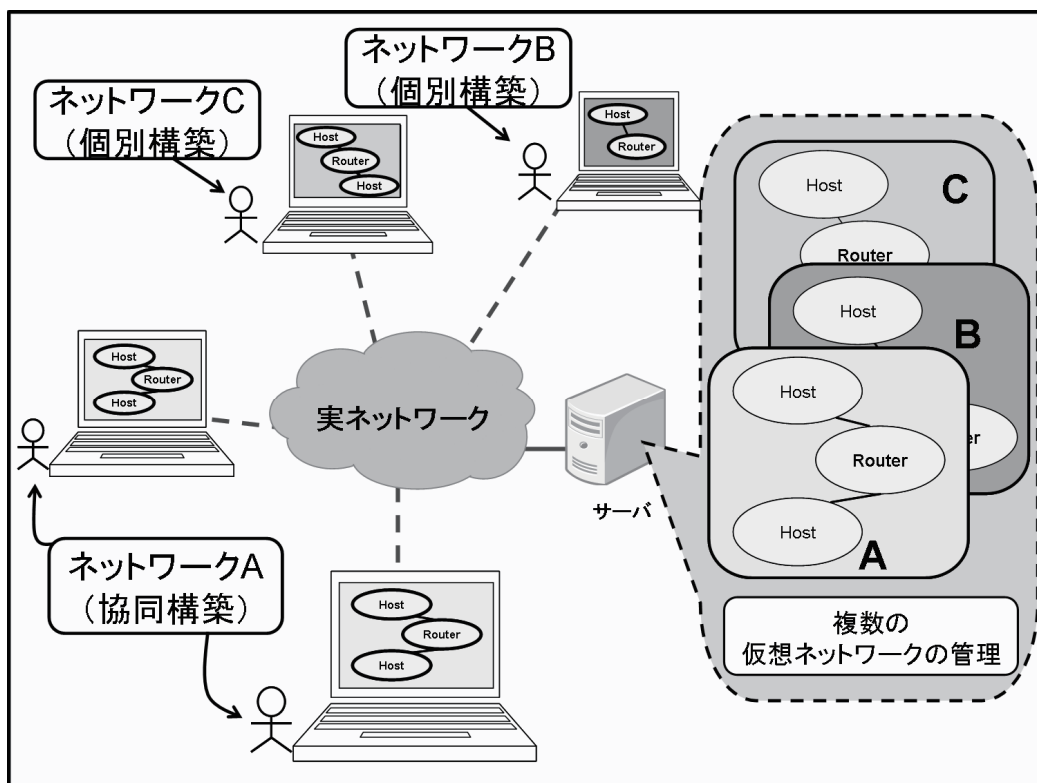 ネットワークB
（個別構築）
ネットワークC
（個別構築）
Host
Router
Host
Host
Router
Host
Router
C
Host
Router
B
Host
Router
Host
実ネットワーク
サーバ
Host
Router
Host
A
ネットワークA
（協同構築）
Host
Router
Host
複数の
仮想ネットワークの管理